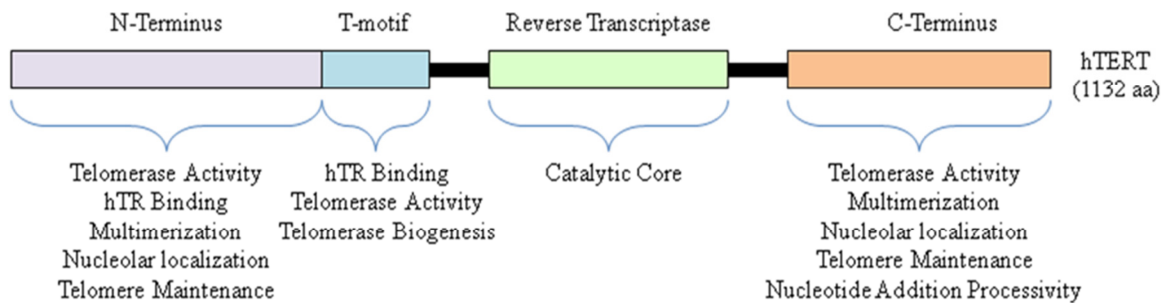 N-Terminus
T-motif
Reverse Transcriptase
C-Terminus
hTERT
(1132 aa)
Telomerase Activity
hTR Binding
Multimerization
Nucleolar localization
Telomere Maintenance
hTR Binding
Telomerase Activity
Telomerase Biogenesis
Catalytic Core
Telomerase Activity
Multimerization
Nucleolar localization
Telomere Maintenance
Nucleotide Addition Processivity